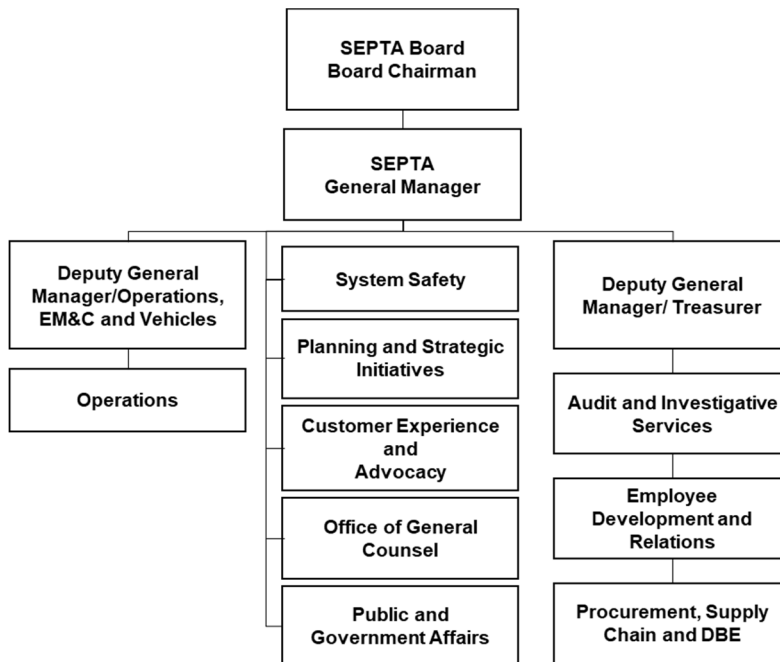 SEPTA Board
Board Chairman
SEPTA
General Manager
Deputy General
Manager/Operations,
EM&C and Vehicles
Operations
System Safety
Planning and Strategic
Initiatives
Customer Experience
and
Advocacy
Office of General
Counsel
Public and
Government Affairs
Deputy General
Manager/ Treasurer
Audit and Investigative
Services
Employee
Development and
Relations
Procurement, Supply
Chain and DBE